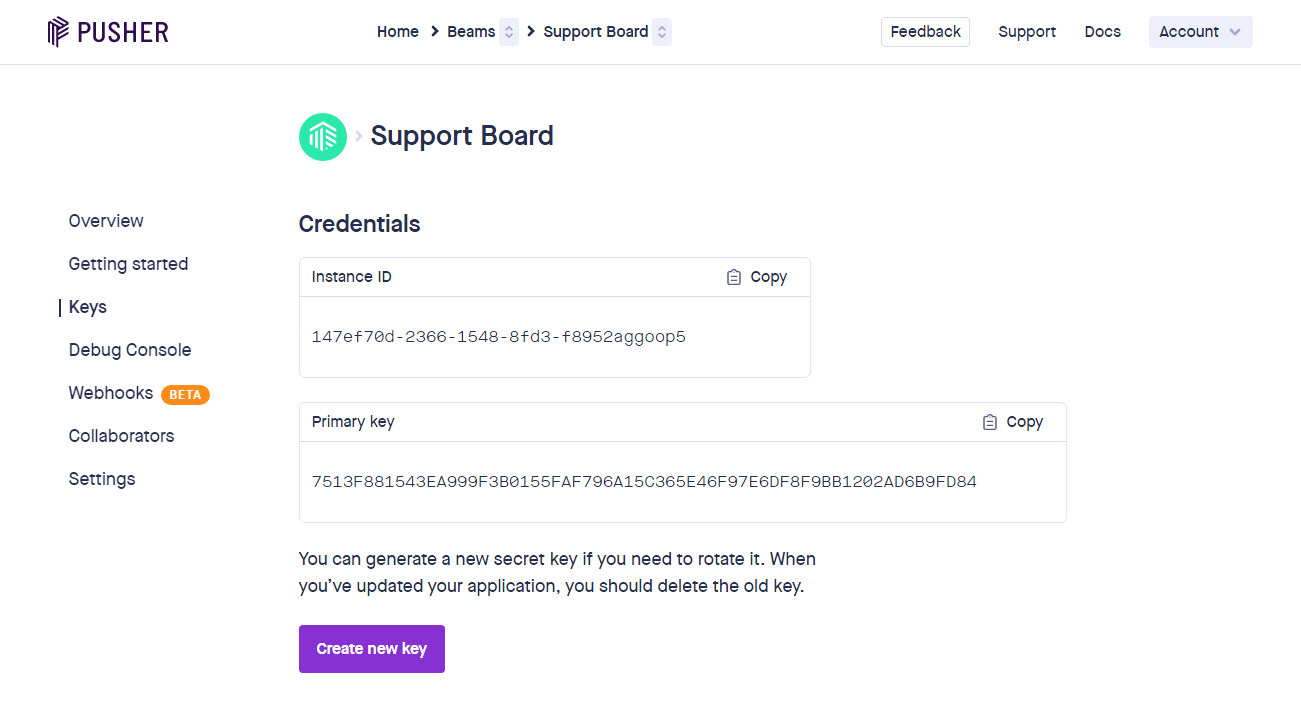 PUSHER
Home Beams Support Board
Feedback Support Docs Account
Support Board
Overview
Getting started
Keys
Debug Console
Webhooks BETA
Collaborators
Settings
Credentials
Instance ID Copy
147ef70d-2366-1548-8fd3-f8952aggoop5
Primary key Copy
7513F881543EA999F3B0155FAF796A15C365E46F97E6DF8F9BB1202AD6B9FD84
You can generate a new secret key if you need to rotate it. When
you’ve updated your application, you should delete the old key.
Create new key